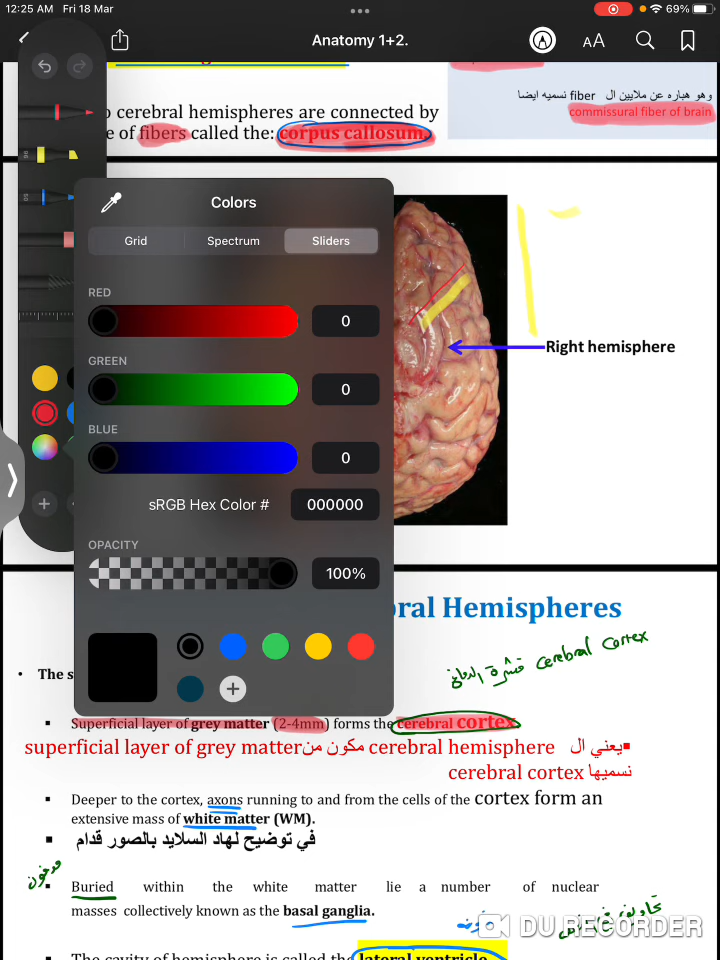 12:25 AM Fri 18 Mar
69%
Anatomy 1+2.
AA
o cerebral hemispheres are connected by
e of fibers called the: corpus callosum.
وهو هباره عن ملايين ال fiber نسميه ايضا
commissural fiber of brain
Colors
Grid
Spectrum
Sliders
RED
0
GREEN
0
BLUE
0
sRGB Hex Color #
000000
OPACITY
100%
Right hemisphere
ral Hemispheres
قشرة الدماغ cerebral cortex
• The s
▪ Superficial layer of grey matter (2-4mm) forms the cerebral cortex.
▪يعني ال cerebral hemisphere مكون من superficial layer of grey matter
نسميها cerebral cortex
▪ Deeper to the cortex, axons running to and from the cells of the cortex form an
extensive mass of white matter (WM).
▪ في توضيح لهاد السلايد بالصور قدام
مدفون
▪ Buried within the white matter lie a number of nuclear
masses collectively known as the basal ganglia.
DU RECORDER
▪ The cavity of hemisphere is called the lateral ventricle